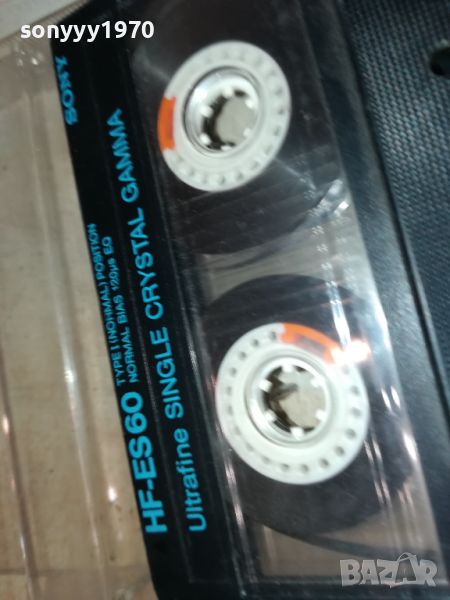 sonyyy1970
SONY
HF-ES60
TYPE I (NORMAL) POSITION
NORMAL BIAS 120µs EQ
Ultrafine SINGLE CRYSTAL GAMMA
BAZAR